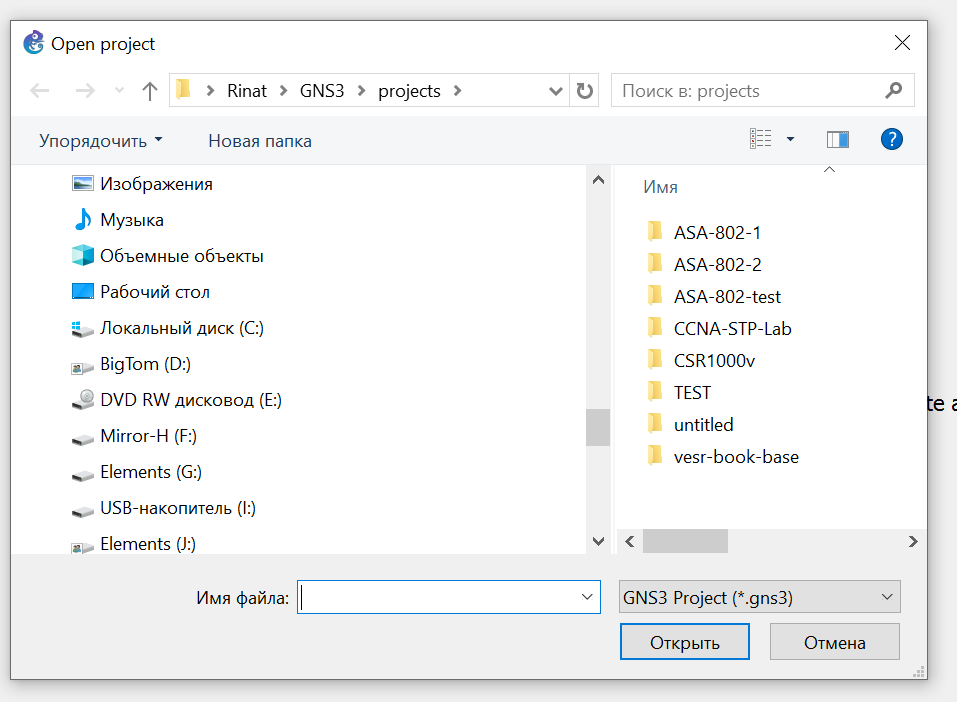 Open project
Rinat GNS3 projects Поиск в: projects
Упорядочить Новая папка ?
Изображения
Музыка
Объемные объекты
Рабочий стол
Локальный диск (C:)
BigTom (D:)
DVD RW дисковод (E:)
Mirror-H (F:)
Elements (G:)
USB-накопитель (I:)
Elements (J:)
Имя
ASA-802-1
ASA-802-2
ASA-802-test
CCNA-STP-Lab
CSR1000v
TEST
untitled
vesr-book-base
te a
Имя файла: GNS3 Project (*.gns3)
Открыть Отмена